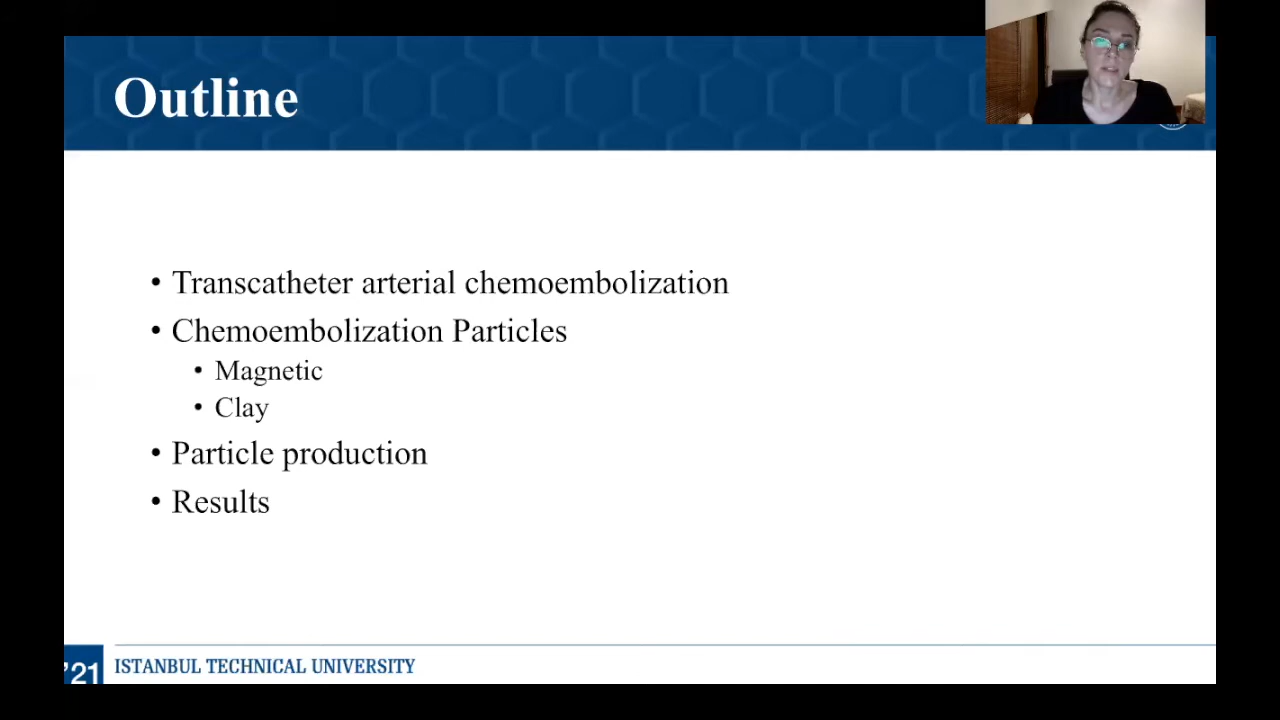 Outline
• Transcatheter arterial chemoembolization
• Chemoembolization Particles
• Magnetic
• Clay
• Particle production
• Results
’21 ISTANBUL TECHNICAL UNIVERSITY